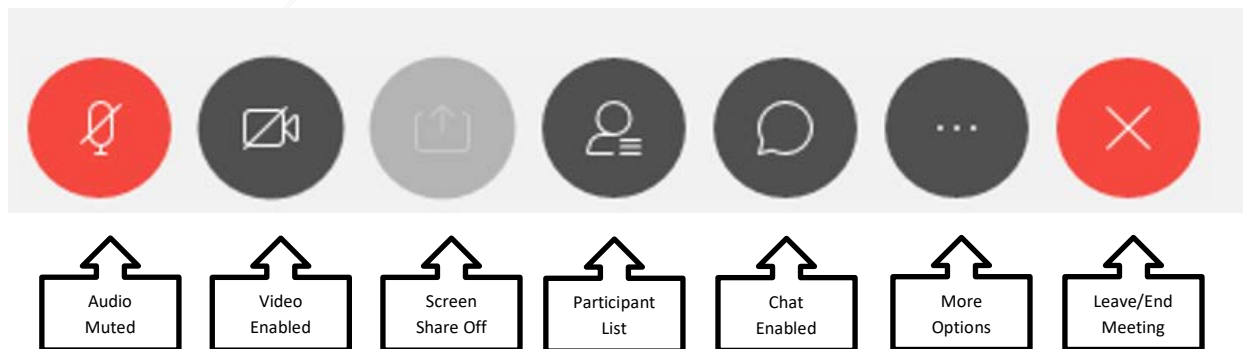 Audio
Muted
Video
Enabled
Screen
Share Off
Participant
List
Chat
Enabled
More
Options
Leave/End
Meeting